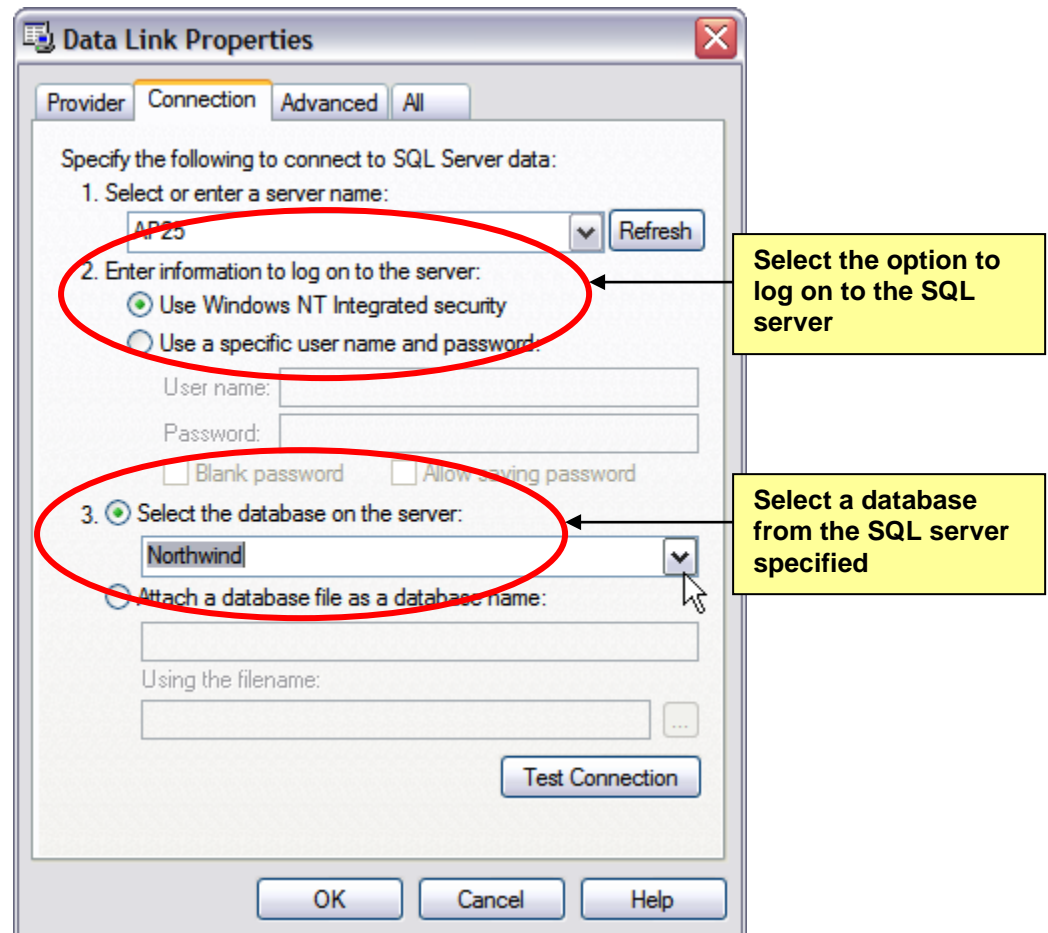 Data Link Properties
Provider Connection Advanced All
Specify the following to connect to SQL Server data:
1. Select or enter a server name:
AP25 Refresh
2. Enter information to log on to the server:
Use Windows NT Integrated security
Use a specific user name and password:
User name:
Password:
Blank password Allow saving password
3. Select the database on the server:
Northwind
Attach a database file as a database name:
Using the filename:
...
Test Connection
OK Cancel Help
Select the option to
log on to the SQL
server
Select a database
from the SQL server
specified